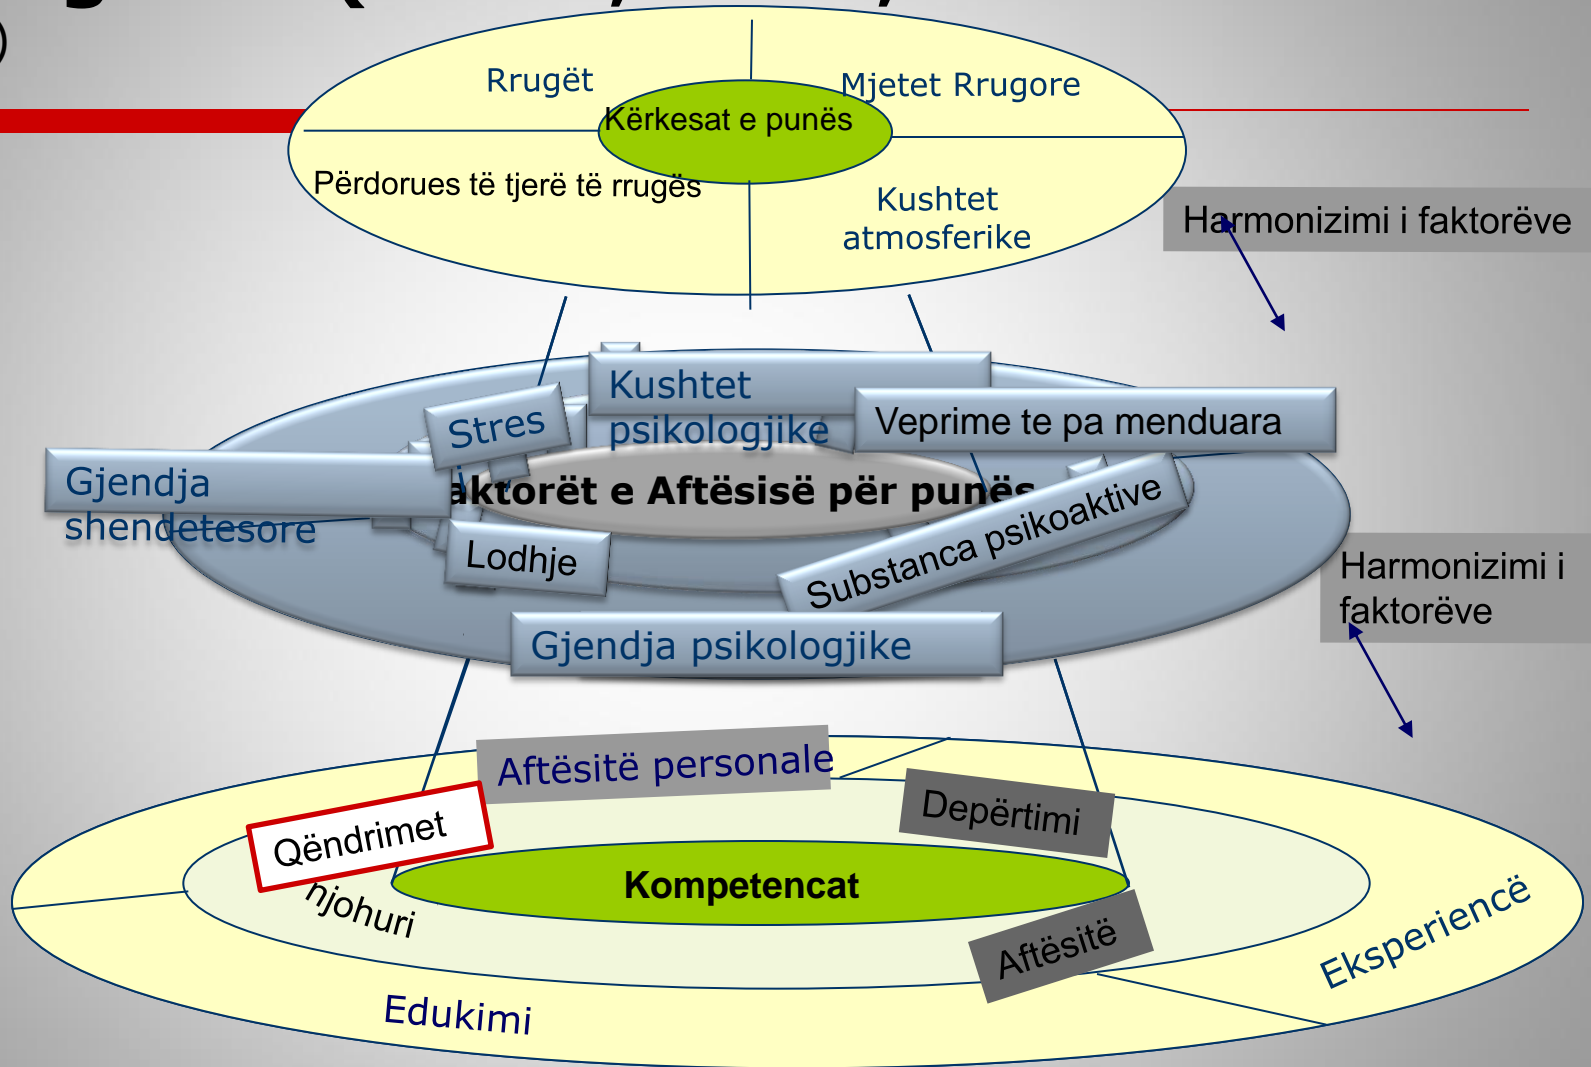 )
Rrugët
Mjetet Rrugore
Kërkesat e punës
Përdorues të tjerë të rrugës
Kushtet
atmosferike
Harmonizimi i faktorëve
Kushtet
psikologjike
Stres
Veprime te pa menduara
Gjendja
shendetesore
aktorët e Aftësisë për punës
Substanca psikoaktive
Lodhje
Harmonizimi i
faktorëve
Gjendja psikologjike
Aftësitë personale
Depërtimi
Qëndrimet
njohuri
Kompetencat
Aftësitë
Eksperiencë
Edukimi